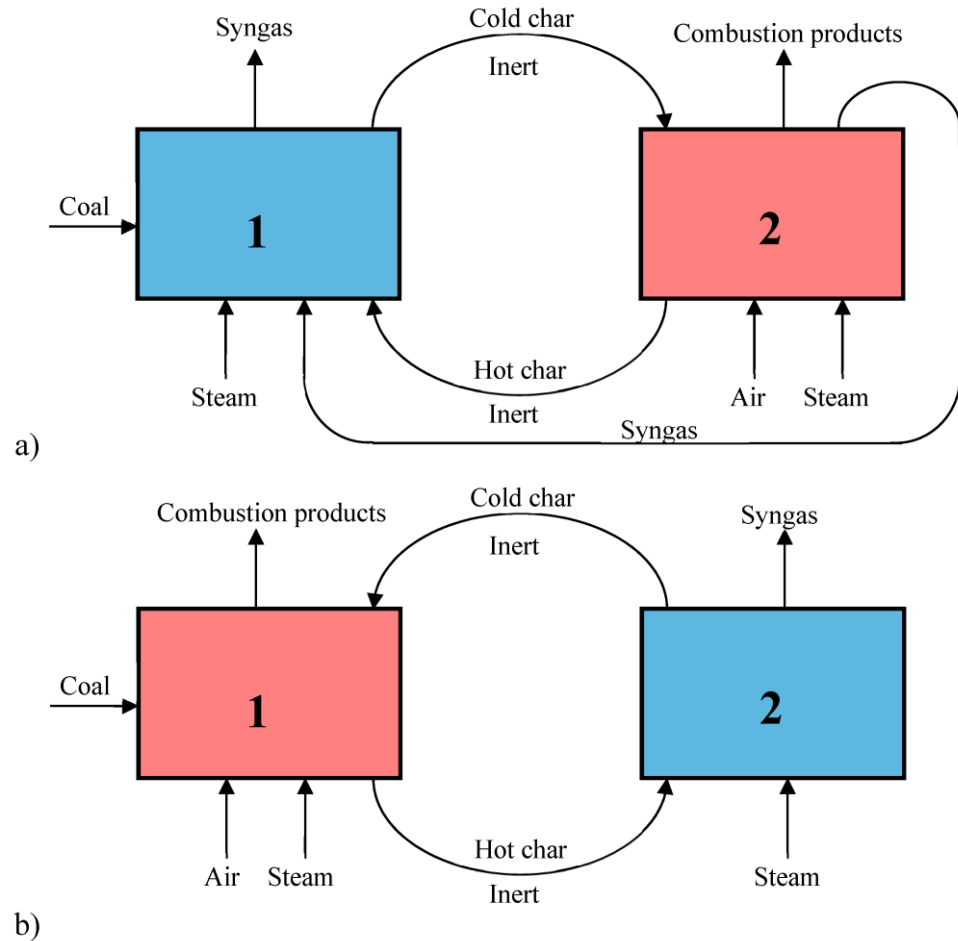 Syngas
Cold char
Inert
Combustion products
Coal
1
2
Steam
Hot char
Inert
Air
Steam
Syngas
a)
Combustion products
Cold char
Inert
Syngas
Coal
1
2
Air
Steam
Hot char
Inert
Steam
b)